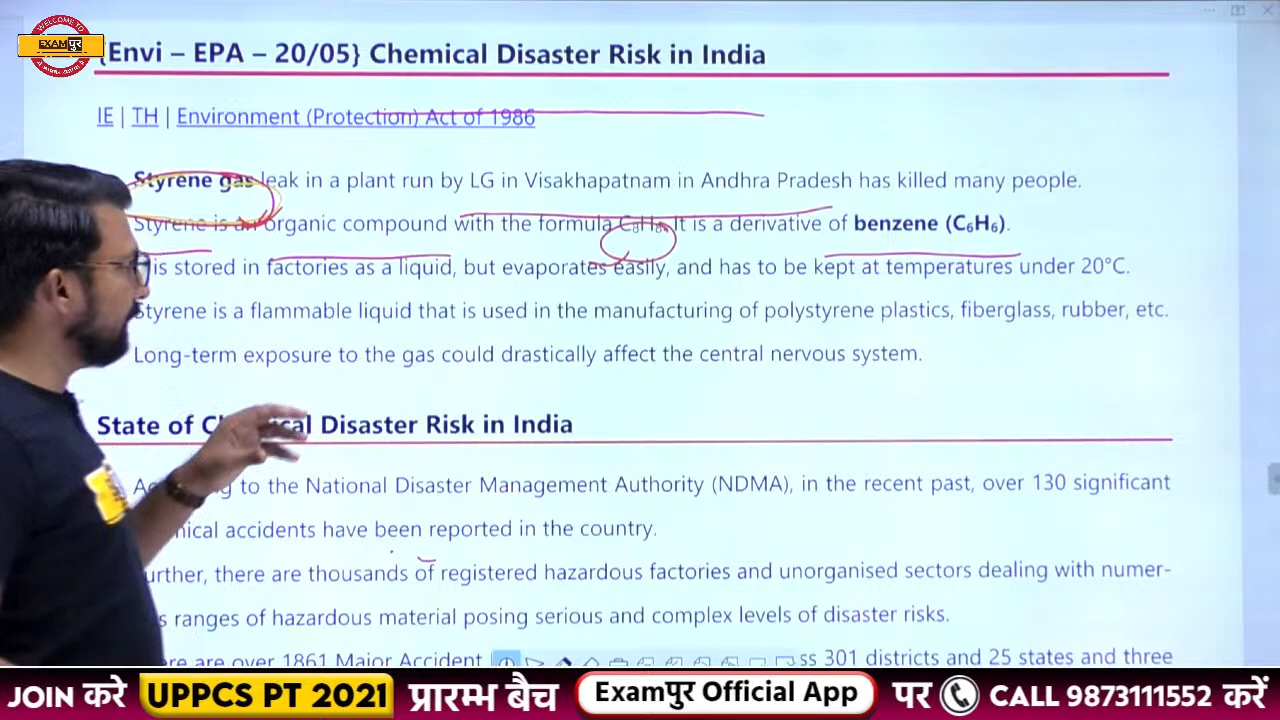 WELCOME TO
EXAMपुर
{Envi – EPA – 20/05} Chemical Disaster Risk in India
IE | TH | Environment (Protection) Act of 1986
Styrene gas leak in a plant run by LG in Visakhapatnam in Andhra Pradesh has killed many people.
Styrene is an organic compound with the formula C₈H₈. It is a derivative of benzene (C₆H₆).
is stored in factories as a liquid, but evaporates easily, and has to be kept at temperatures under 20°C.
Styrene is a flammable liquid that is used in the manufacturing of polystyrene plastics, fiberglass, rubber, etc.
Long-term exposure to the gas could drastically affect the central nervous system.
State of Chemical Disaster Risk in India
to the National Disaster Management Authority (NDMA), in the recent past, over 130 significant
accidents have been reported in the country.
urther, there are thousands of registered hazardous factories and unorganised sectors dealing with numer-
ranges of hazardous material posing serious and complex levels of disaster risks.
are over 1861 Major Accident ss 301 districts and 25 states and three
JOIN करे UPPCS PT 2021 प्रारम्भ बैच Examपुर Official App पर CALL 9873111552 करें